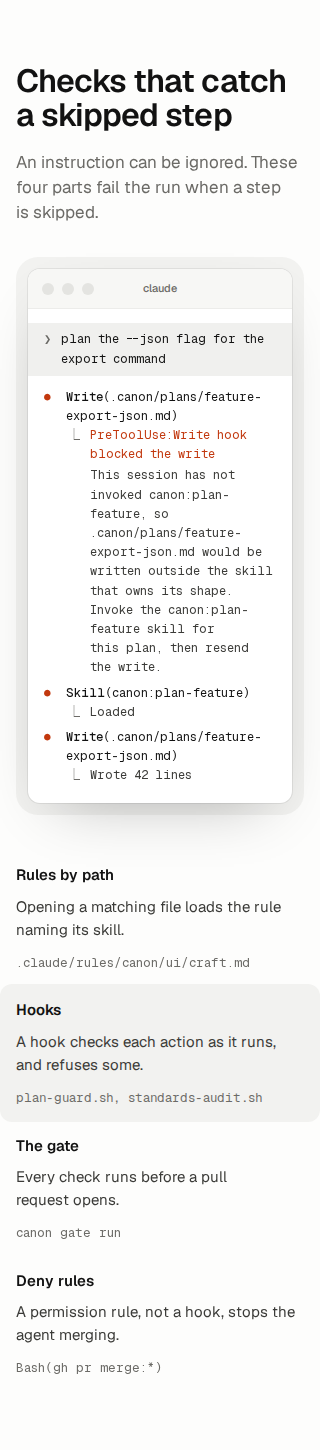 Checks that catch
a skipped step
An instruction can be ignored. These
four parts fail the run when a step
is skipped.
claude
❯ plan the --json flag for the
export command
● Write(.canon/plans/feature-
export-json.md)
⎿ PreToolUse:Write hook
blocked the write
This session has not
invoked canon:plan-
feature, so
.canon/plans/feature-
export-json.md would be
written outside the skill
that owns its shape.
Invoke the canon:plan-
feature skill for
this plan, then resend
the write.
● Skill(canon:plan-feature)
⎿ Loaded
● Write(.canon/plans/feature-
export-json.md)
⎿ Wrote 42 lines
Rules by path
Opening a matching file loads the rule
naming its skill.
.claude/rules/canon/ui/craft.md
Hooks
A hook checks each action as it runs,
and refuses some.
plan-guard.sh, standards-audit.sh
The gate
Every check runs before a pull
request opens.
canon gate run
Deny rules
A permission rule, not a hook, stops the
agent merging.
Bash(gh pr merge:*)